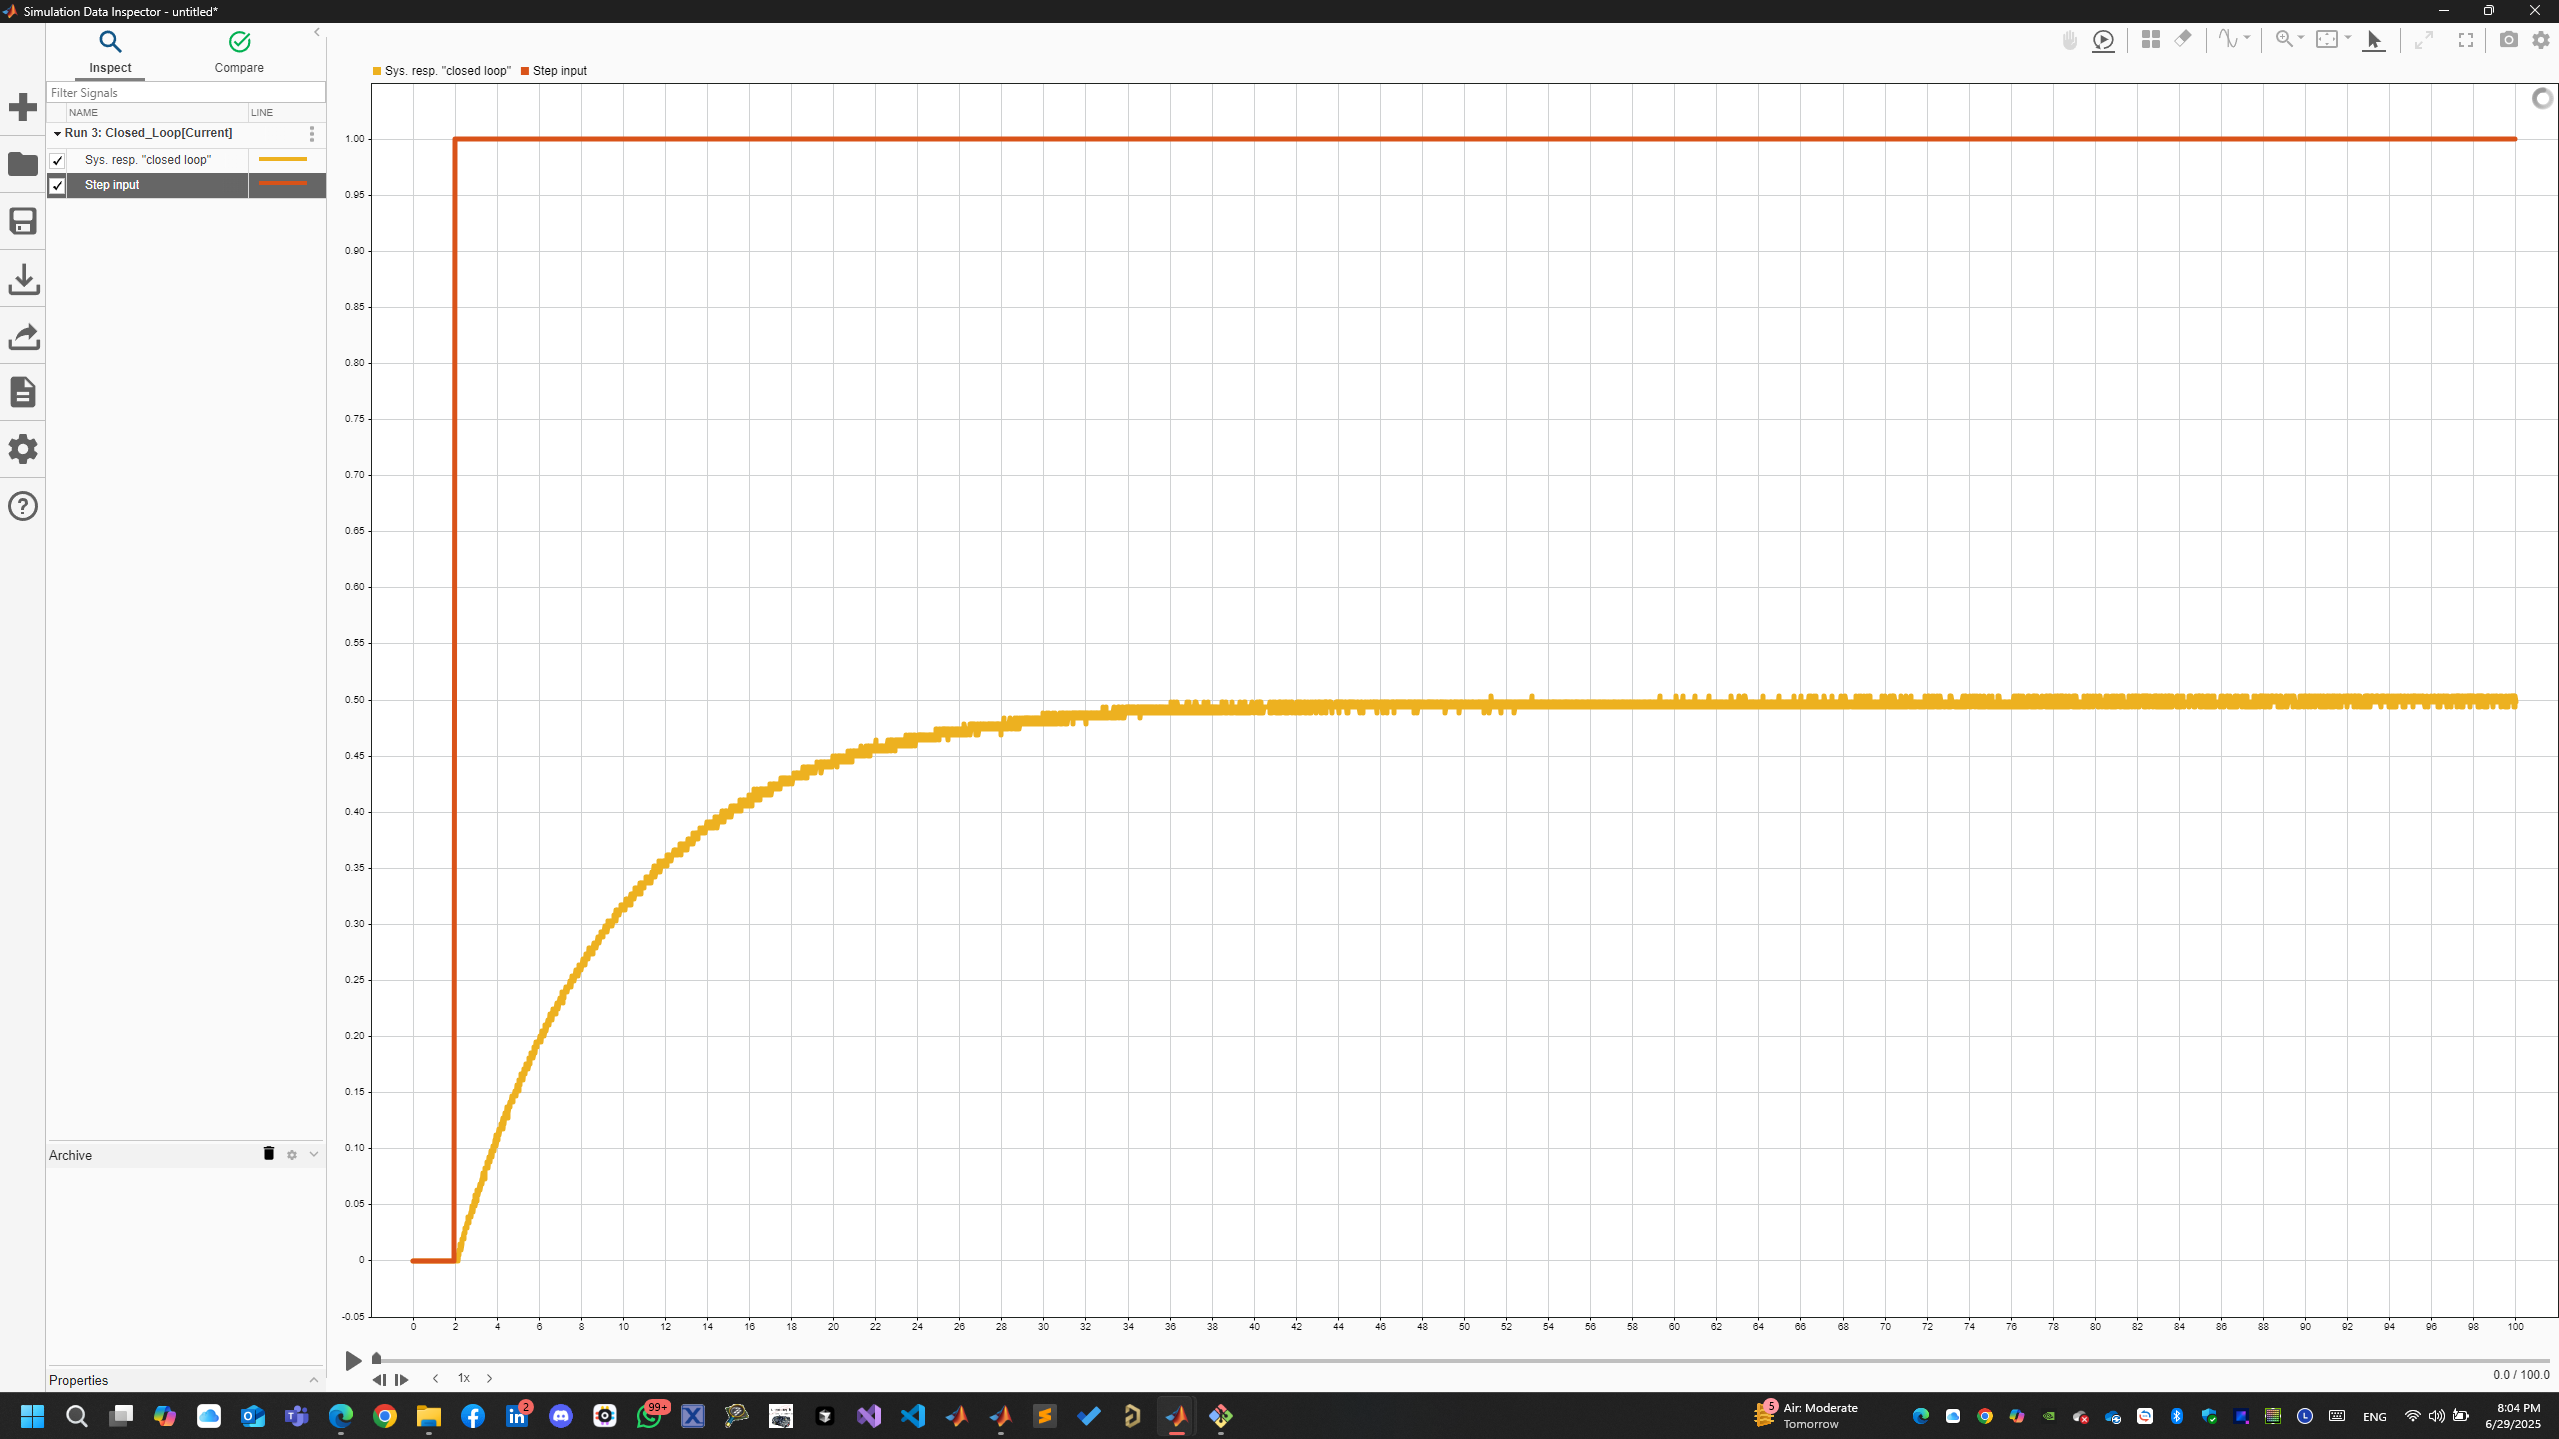 Simulation Data Inspector - untitled*
Inspect
Compare
Filter Signals
NAME LINE
Run 3: Closed_Loop[Current]
Sys. resp. "closed loop"
Step input
Archive
Properties
Sys. resp. "closed loop" Step input
1.00
0.95
0.90
0.85
0.80
0.75
0.70
0.65
0.60
0.55
0.50
0.45
0.40
0.35
0.30
0.25
0.20
0.15
0.10
0.05
0
-0.05
0 2 4 6 8 10 12 14 16 18 20 22 24 26 28 30 32 34 36 38 40 42 44 46 48 50 52 54 56 58 60 62 64 66 68 70 72 74 76 78 80 82 84 86 88 90 92 94 96 98 100
1x
0.0 / 100.0
2
99+
5
Air: Moderate
Tomorrow
ENG
8:04 PM
6/29/2025